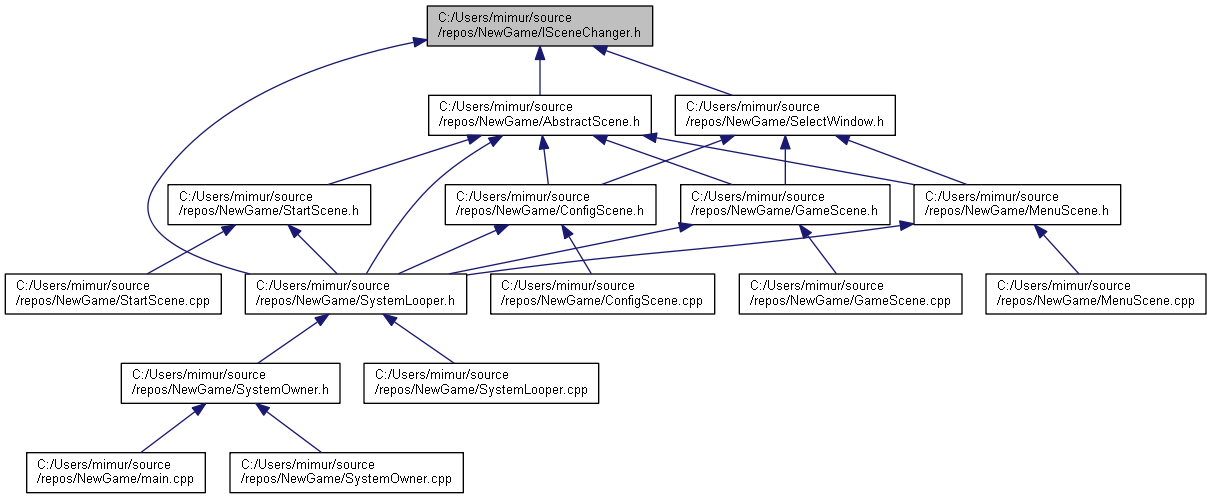 C:/Users/mimur/source
/repos/NewGame/ISceneChanger.h
C:/Users/mimur/source
/repos/NewGame/AbstractScene.h
C:/Users/mimur/source
/repos/NewGame/SelectWindow.h
C:/Users/mimur/source
/repos/NewGame/StartScene.h
C:/Users/mimur/source
/repos/NewGame/ConfigScene.h
C:/Users/mimur/source
/repos/NewGame/GameScene.h
C:/Users/mimur/source
/repos/NewGame/MenuScene.h
C:/Users/mimur/source
/repos/NewGame/StartScene.cpp
C:/Users/mimur/source
/repos/NewGame/SystemLooper.h
C:/Users/mimur/source
/repos/NewGame/ConfigScene.cpp
C:/Users/mimur/source
/repos/NewGame/GameScene.cpp
C:/Users/mimur/source
/repos/NewGame/MenuScene.cpp
C:/Users/mimur/source
/repos/NewGame/SystemOwner.h
C:/Users/mimur/source
/repos/NewGame/SystemLooper.cpp
C:/Users/mimur/source
/repos/NewGame/main.cpp
C:/Users/mimur/source
/repos/NewGame/SystemOwner.cpp